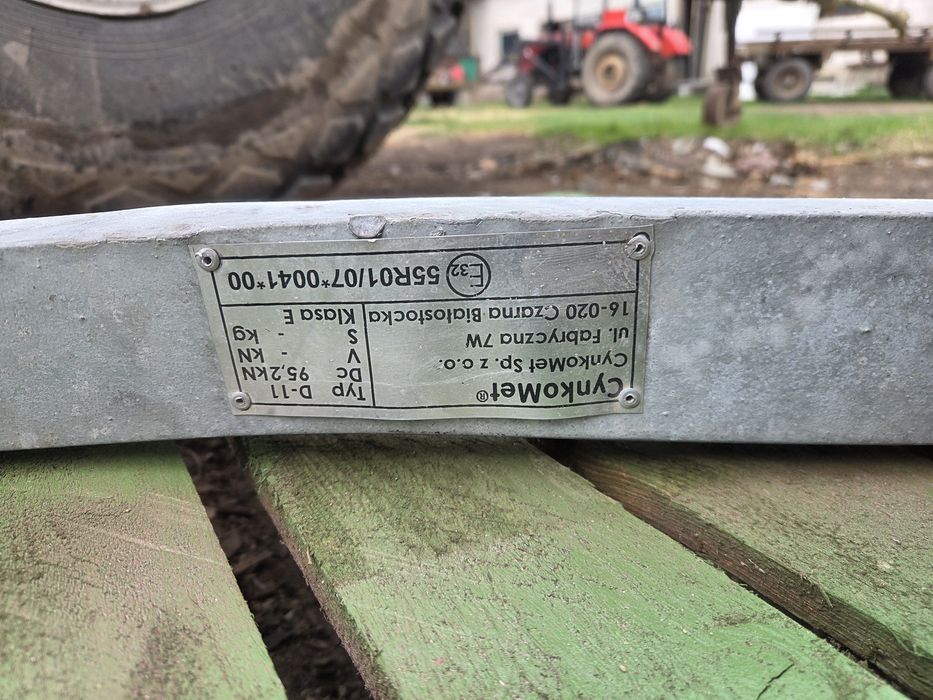 CynkoMet®
CynkoMet Sp. z o.o.
ul. Fabryczna 7W
16-020 Czarna Białostocka
Typ D-11
Dc 95,2kN
V - kN
S - kg
Klasa E
E32 55R01/07*0041*00